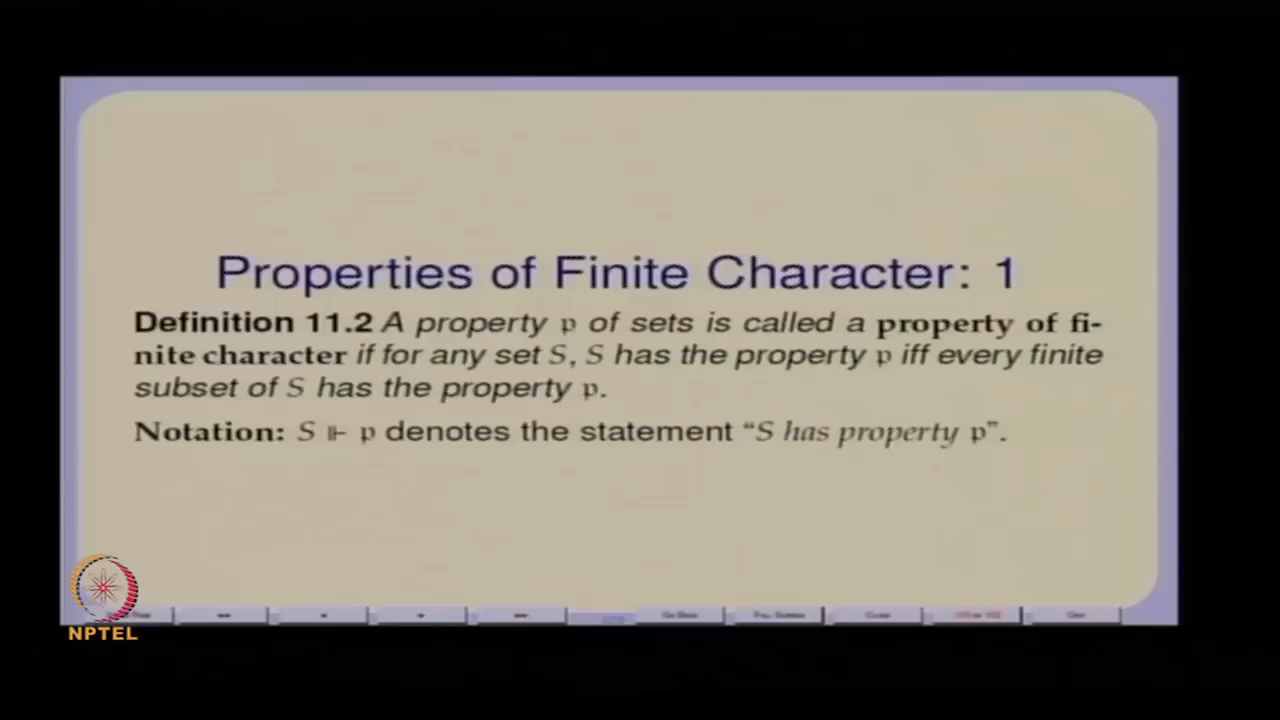 Properties of Finite Character: 1
Definition 11.2 A property 𝔭 of sets is called a property of fi-
nite character if for any set S, S has the property 𝔭 iff every finite
subset of S has the property 𝔭.
Notation: S ⊩ 𝔭 denotes the statement “S has property 𝔭”.
NPTEL